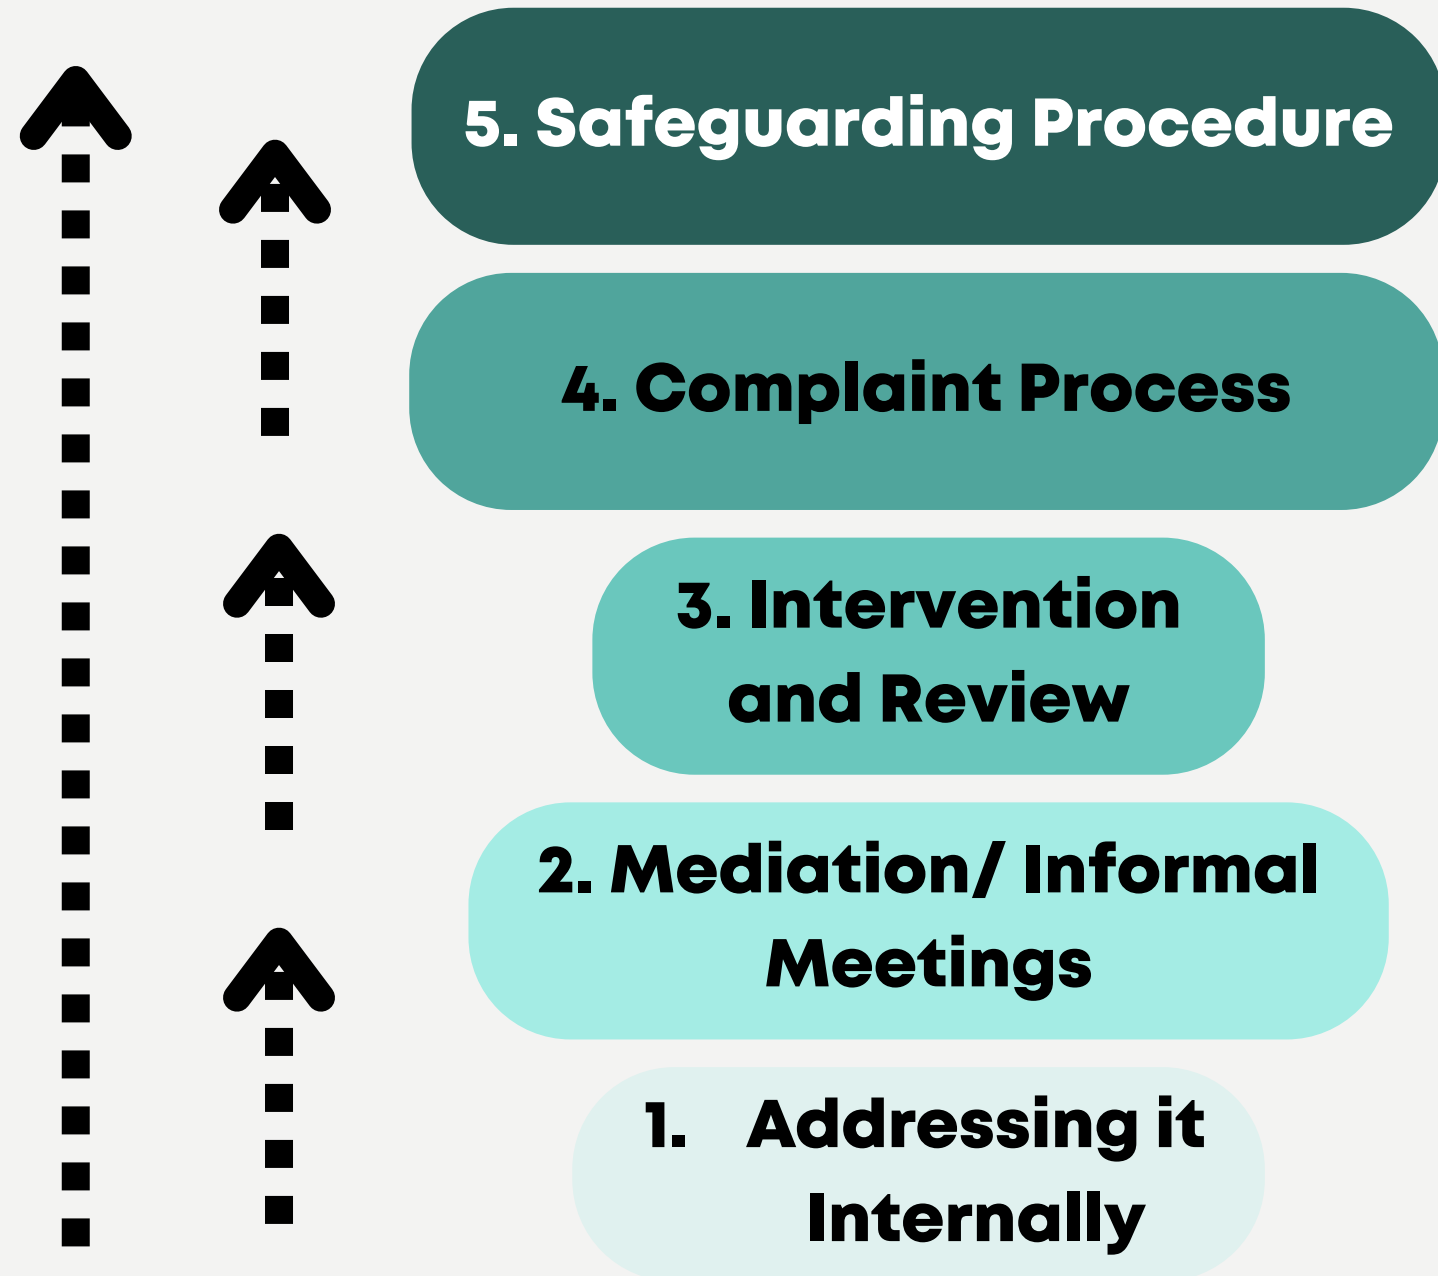 5. Safeguarding Procedure
4. Complaint Process
3. Intervention
and Review
2. Mediation/ Informal
Meetings
1. Addressing it
Internally